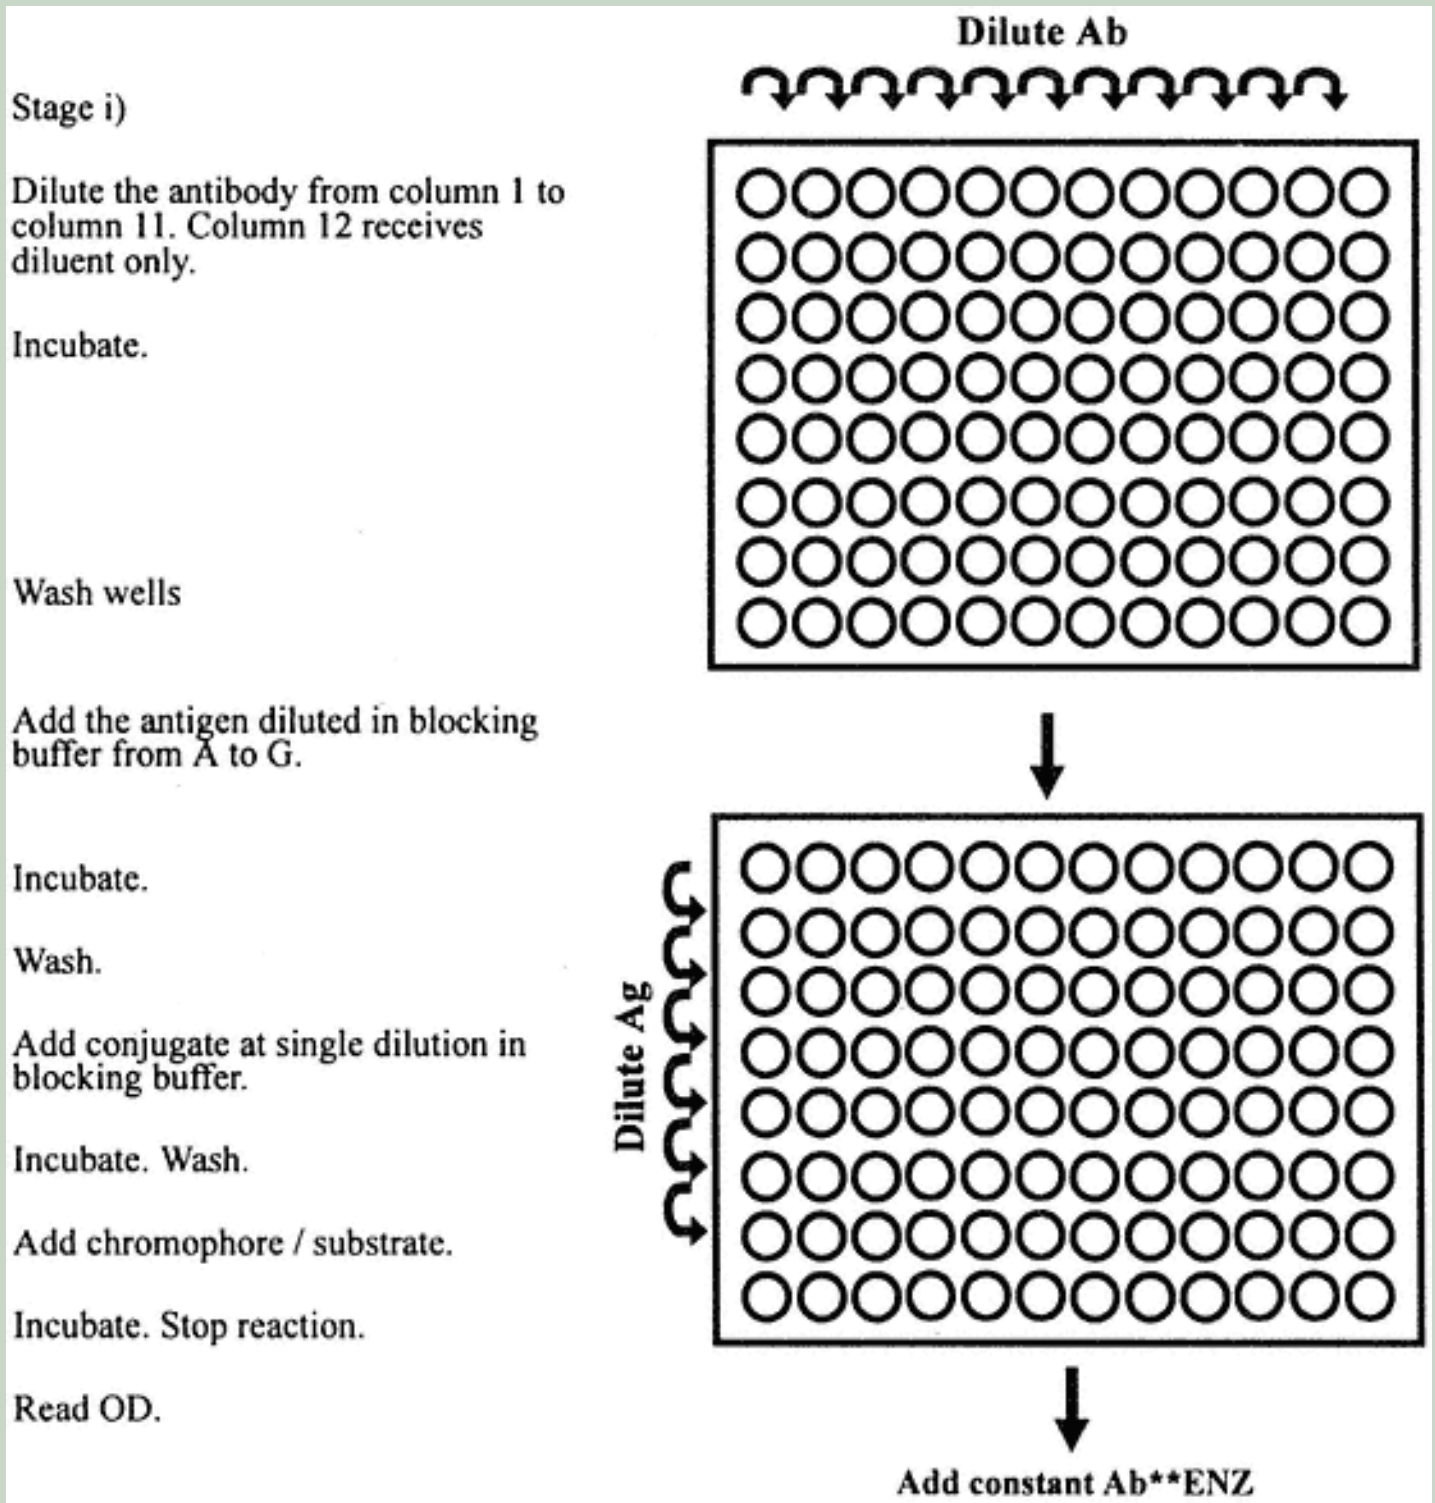 Dilute Ab
Stage i)
Dilute the antibody from column 1 to
column 11. Column 12 receives
diluent only.
Incubate.
Wash wells
Add the antigen diluted in blocking
buffer from A to G.
Incubate.
Wash.
Dilute Ag
Add conjugate at single dilution in
blocking buffer.
Incubate. Wash.
Add chromophore / substrate.
Incubate. Stop reaction.
Read OD.
Add constant Ab**ENZ